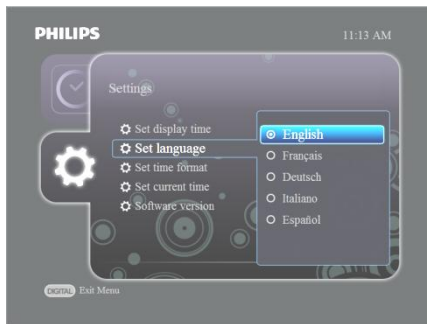 PHILIPS
11:13 AM
Settings
Set display time
Set language
Set time format
Set current time
Software version
English
Français
Deutsch
Italiano
Español
DIGITAL Exit Menu